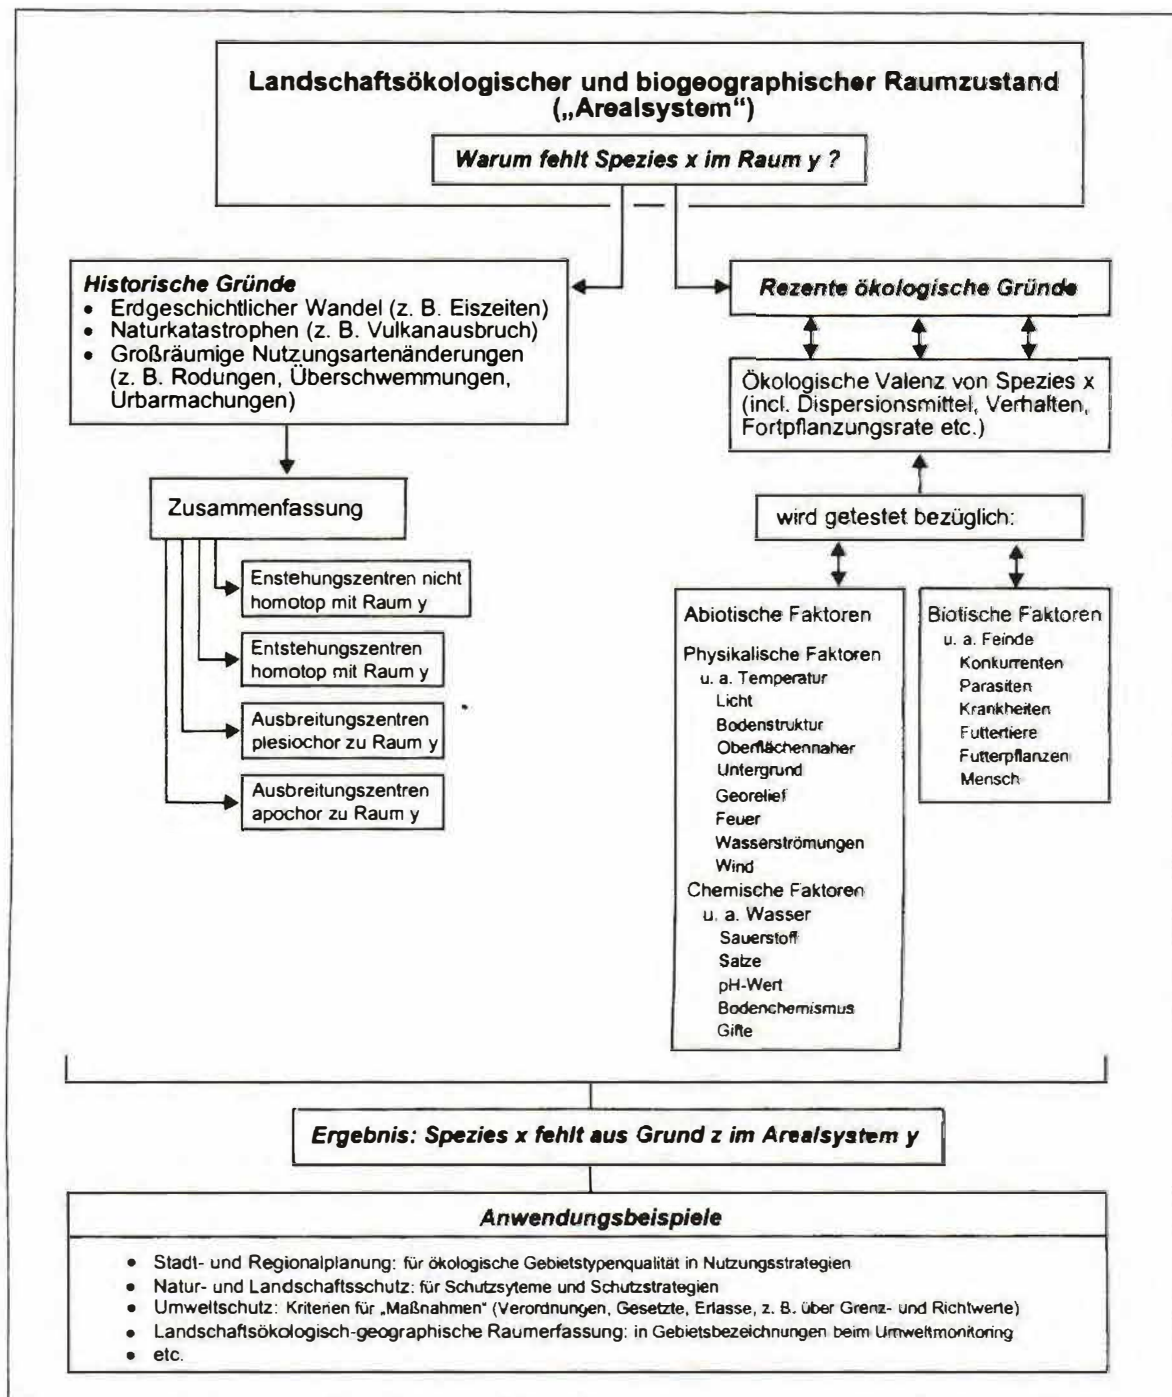 Landschaftsökologischer und biogeographischer Raumzustand
(„Arealsystem“)
Warum fehlt Spezies x im Raum y ?
Historische Gründe
• Erdgeschichtlicher Wandel (z. B. Eiszeiten)
• Naturkatastrophen (z. B. Vulkanausbruch)
• Großräumige Nutzungsartenänderungen
(z. B. Rodungen, Überschwemmungen,
Urbarmachungen)
Zusammenfassung
Enstehungszentren nicht
homotop mit Raum y
Entstehungszentren
homotop mit Raum y
Ausbreitungszentren
plesiochor zu Raum y
Ausbreitungzentren
apochor zu Raum y
Rezente ökologische Gründe
Ökologische Valenz von Spezies x
(incl. Dispersionsmittel, Verhalten,
Fortpflanzungsrate etc.)
wird getestet bezüglich:
Abiotische Faktoren
Physikalische Faktoren
u. a. Temperatur
Licht
Bodenstruktur
Oberflächennaher
Untergrund
Georelief
Feuer
Wasserströmungen
Wind
Chemische Faktoren
u. a. Wasser
Sauerstoff
Salze
pH-Wert
Bodenchemismus
Gifte
Biotische Faktoren
u. a. Feinde
Konkurrenten
Parasiten
Krankheiten
Futtertiere
Futterpflanzen
Mensch
Ergebnis: Spezies x fehlt aus Grund z im Arealsystem y
Anwendungsbeispiele
• Stadt- und Regionalplanung: für ökologische Gebietstypenqualität in Nutzungsstrategien
• Natur- und Landschaftsschutz: für Schutzsyteme und Schutzstrategien
• Umweltschutz: Kriterien für „Maßnahmen“ (Verordnungen, Gesetzte, Erlasse, z. B. über Grenz- und Richtwerte)
• Landschaftsökologisch-geographische Raumerfassung: in Gebietsbezeichnungen beim Umweltmonitoring
• etc.